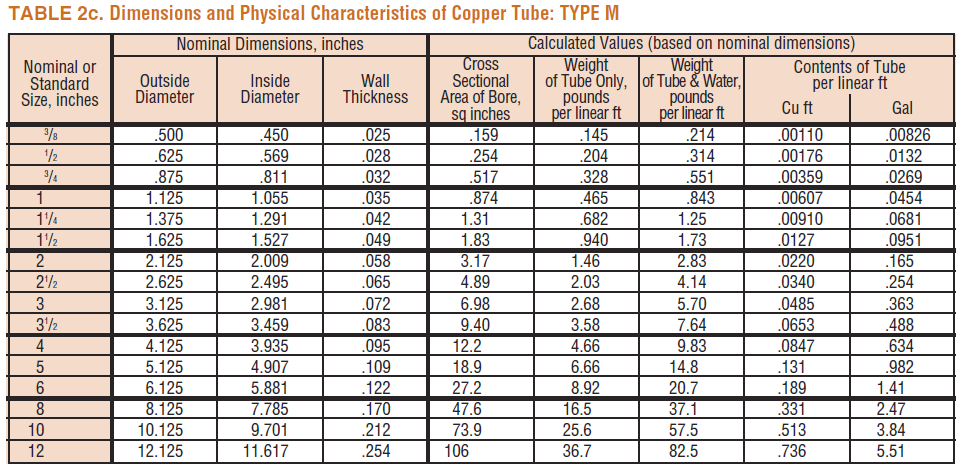 TABLE 2c. Dimensions and Physical Characteristics of Copper Tube: TYPE M
Nominal or Standard Size, inches
Nominal Dimensions, inches
Calculated Values (based on nominal dimensions)
Outside Diameter
Inside Diameter
Wall Thickness
Cross Sectional Area of Bore, sq inches
Weight of Tube Only, pounds per linear ft
Weight of Tube & Water, pounds per linear ft
Contents of Tube per linear ft
Cu ft
Gal
3/8 .500 .450 .025 .159 .145 .214 .00110 .00826
1/2 .625 .569 .028 .254 .204 .314 .00176 .0132
3/4 .875 .811 .032 .517 .328 .551 .00359 .0269
1 1.125 1.055 .035 .874 .465 .843 .00607 .0454
1 1/4 1.375 1.291 .042 1.31 .682 1.25 .00910 .0681
1 1/2 1.625 1.527 .049 1.83 .940 1.73 .0127 .0951
2 2.125 2.009 .058 3.17 1.46 2.83 .0220 .165
2 1/2 2.625 2.495 .065 4.89 2.03 4.14 .0340 .254
3 3.125 2.981 .072 6.98 2.68 5.70 .0485 .363
3 1/2 3.625 3.459 .083 9.40 3.58 7.64 .0653 .488
4 4.125 3.935 .095 12.2 4.66 9.83 .0847 .634
5 5.125 4.907 .109 18.9 6.66 14.8 .131 .982
6 6.125 5.881 .122 27.2 8.92 20.7 .189 1.41
8 8.125 7.785 .170 47.6 16.5 37.1 .331 2.47
10 10.125 9.701 .212 73.9 25.6 57.5 .513 3.84
12 12.125 11.617 .254 106 36.7 82.5 .736 5.51